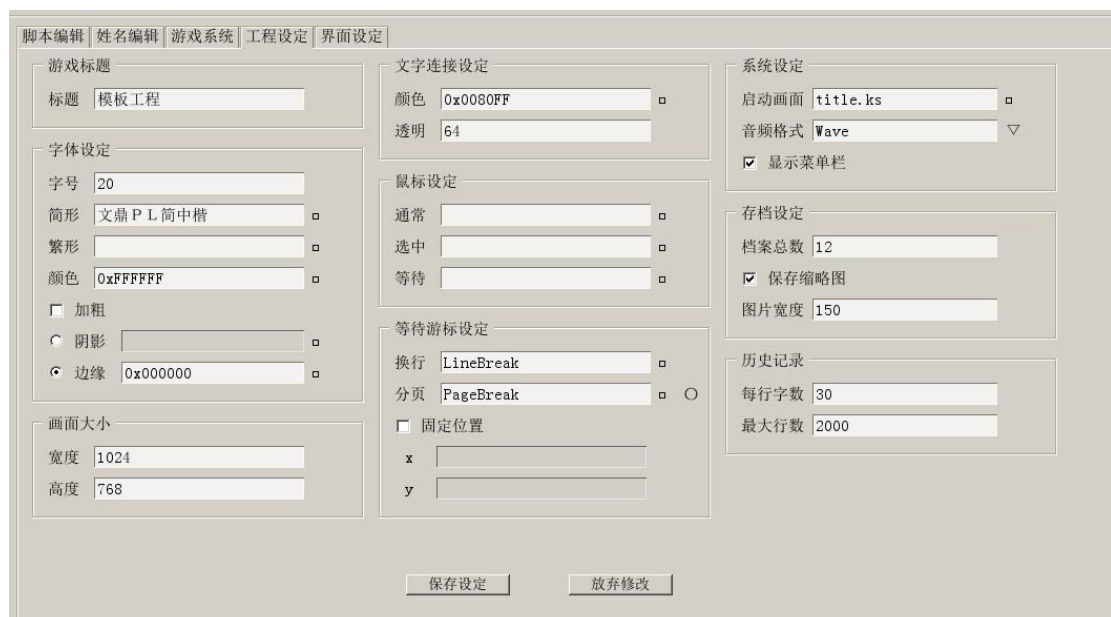 脚本编辑 姓名编辑 游戏系统 工程设定 界面设定
游戏标题
标题 模板工程
字体设定
字号 20
简形 文鼎ＰＬ简中楷
繁形
颜色 0xFFFFFF
加粗
阴影
边缘 0x000000
画面大小
宽度 1024
高度 768
文字连接设定
颜色 0x0080FF
透明 64
鼠标设定
通常
选中
等待
等待游标设定
换行 LineBreak
分页 PageBreak
固定位置
x
y
系统设定
启动画面 title.ks
音频格式 Wave
显示菜单栏
存档设定
档案总数 12
保存缩略图
图片宽度 150
历史记录
每行字数 30
最大行数 2000
保存设定 放弃修改